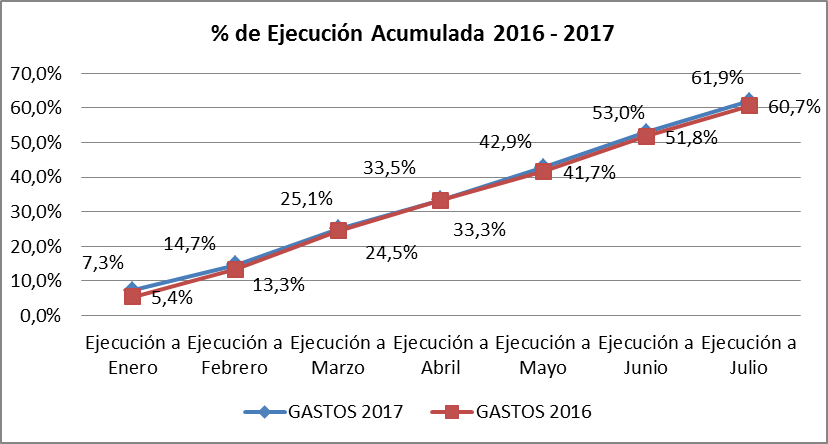 % de Ejecución Acumulada 2016 - 2017
70,0%
60,0%
50,0%
40,0%
30,0%
20,0%
10,0%
0,0%
7,3%
14,7%
25,1%
33,5%
42,9%
53,0%
61,9%
5,4%
13,3%
24,5%
33,3%
41,7%
51,8%
60,7%
Ejecución a
Enero
Ejecución a
Febrero
Ejecución a
Marzo
Ejecución a
Abril
Ejecución a
Mayo
Ejecución a
Junio
Ejecución a
Julio
GASTOS 2017
GASTOS 2016